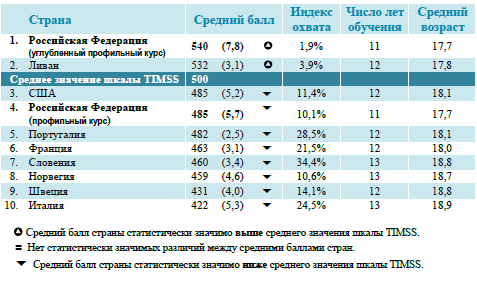 Страна Средний балл Индекс охвата Число лет обучения Средний возраст
1. Российская Федерация (углубленный профильный курс) 540 (7,8) 1,9% 11 17,7
2. Ливан 532 (3,1) 3,9% 12 17,8
Среднее значение шкалы TIMSS 500
3. США 485 (5,2) 11,4% 12 18,1
4. Российская Федерация (профильный курс) 485 (5,7) 10,1% 11 17,7
5. Португалия 482 (2,5) 28,5% 12 18,1
6. Франция 463 (3,1) 21,5% 12 18,0
7. Словения 460 (3,4) 34,4% 13 18,8
8. Норвегия 459 (4,6) 10,6% 13 18,7
9. Швеция 431 (4,0) 14,1% 12 18,8
10. Италия 422 (5,3) 24,5% 13 18,9
Средний балл страны статистически значимо выше среднего значения шкалы TIMSS.
= Нет статистически значимых различий между средними баллами стран.
Средний балл страны статистически значимо ниже среднего значения шкалы TIMSS.